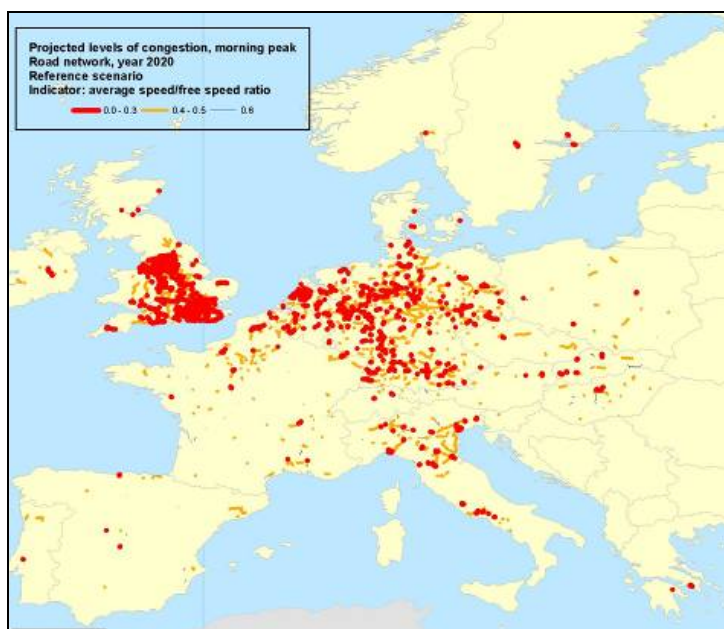 Projected levels of congestion, morning peak
Road network, year 2020
Reference scenario
Indicator: average speed/free speed ratio
0.0 - 0.3 0.4 - 0.5 0.6